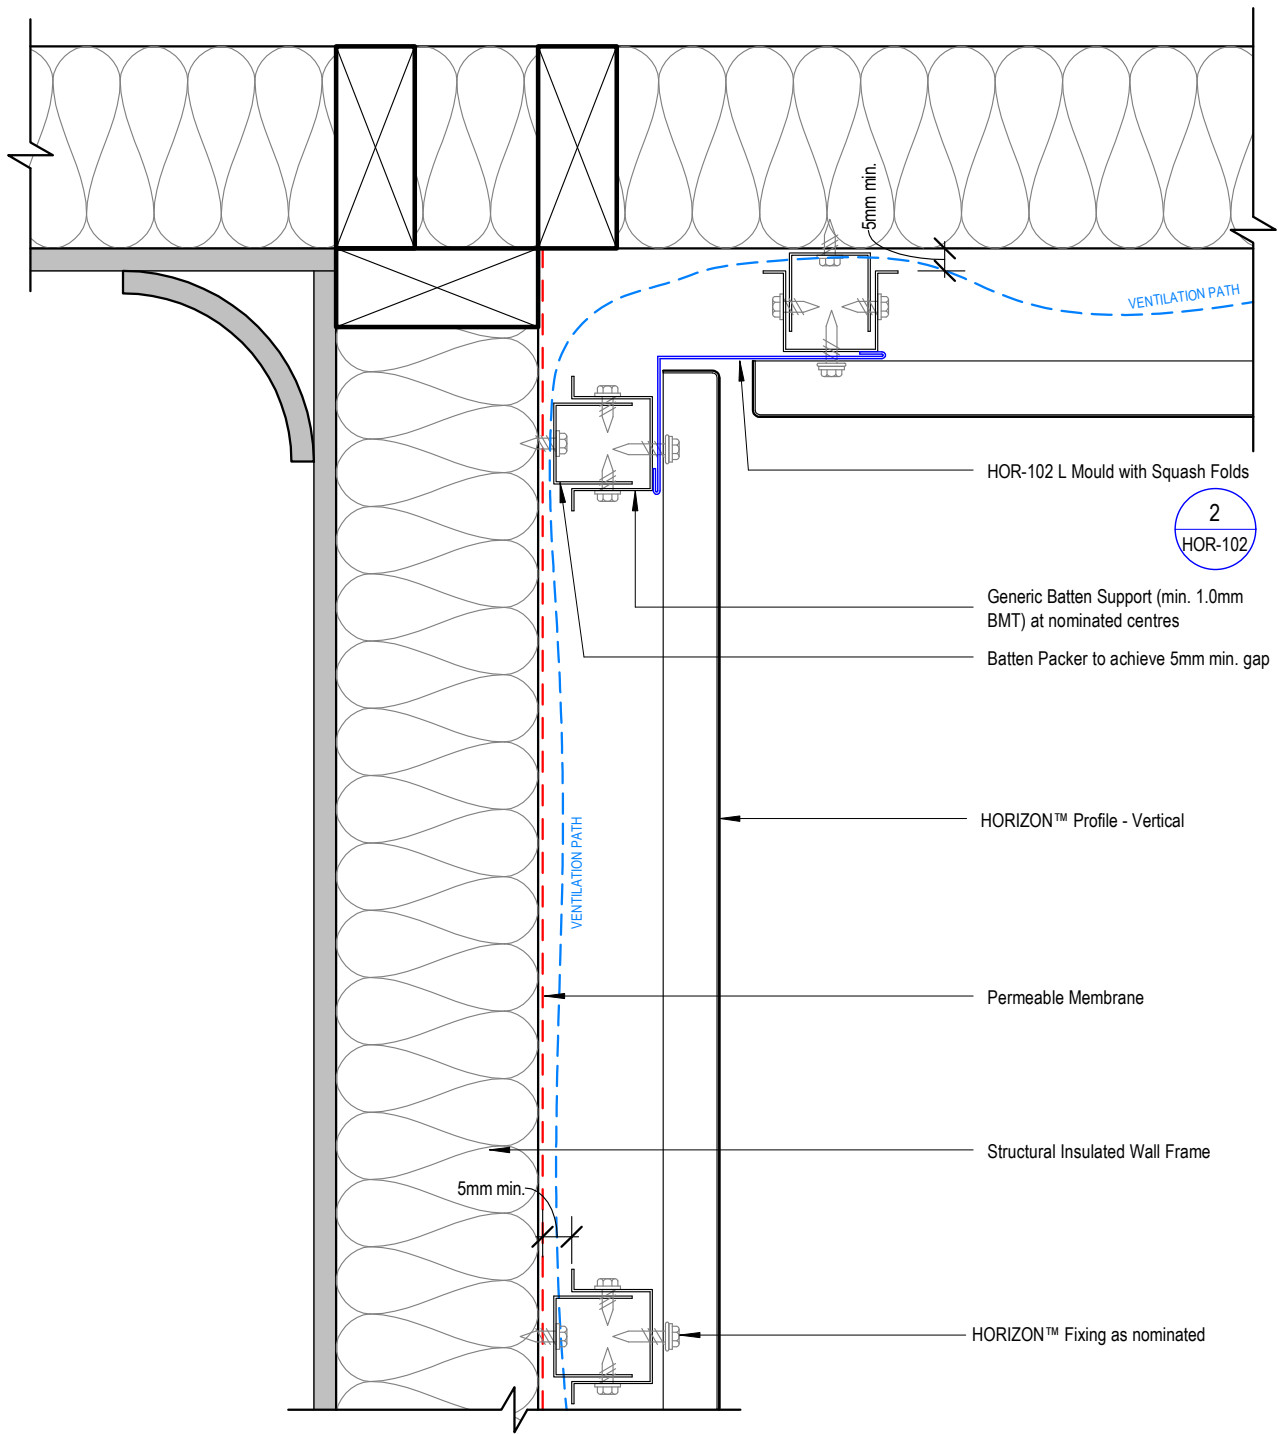 5mm min.
VENTILATION PATH
HOR-102 L Mould with Squash Folds
2
HOR-102
Generic Batten Support (min. 1.0mm
BMT) at nominated centres
Batten Packer to achieve 5mm min. gap
HORIZON™ Profile - Vertical
VENTILATION PATH
Permeable Membrane
Structural Insulated Wall Frame
5mm min.
HORIZON™ Fixing as nominated